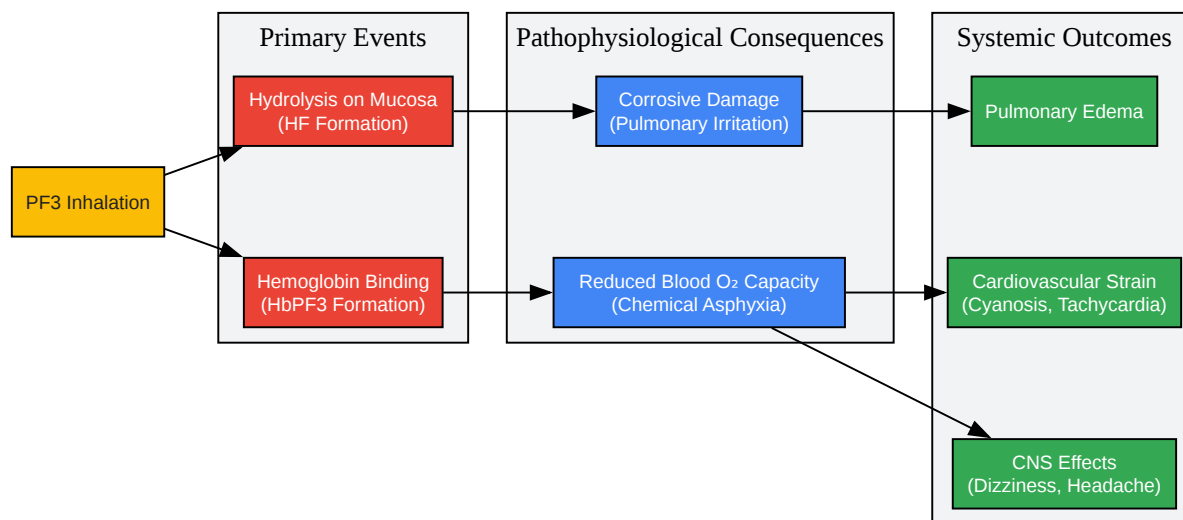 Primary Events
Pathophysiological Consequences
Systemic Outcomes
Hydrolysis on Mucosa
(HF Formation)
Corrosive Damage
(Pulmonary Irritation)
Pulmonary Edema
PF3 Inhalation
Hemoglobin Binding
(HbPF3 Formation)
Reduced Blood O₂ Capacity
(Chemical Asphyxia)
Cardiovascular Strain
(Cyanosis, Tachycardia)
CNS Effects
(Dizziness, Headache)